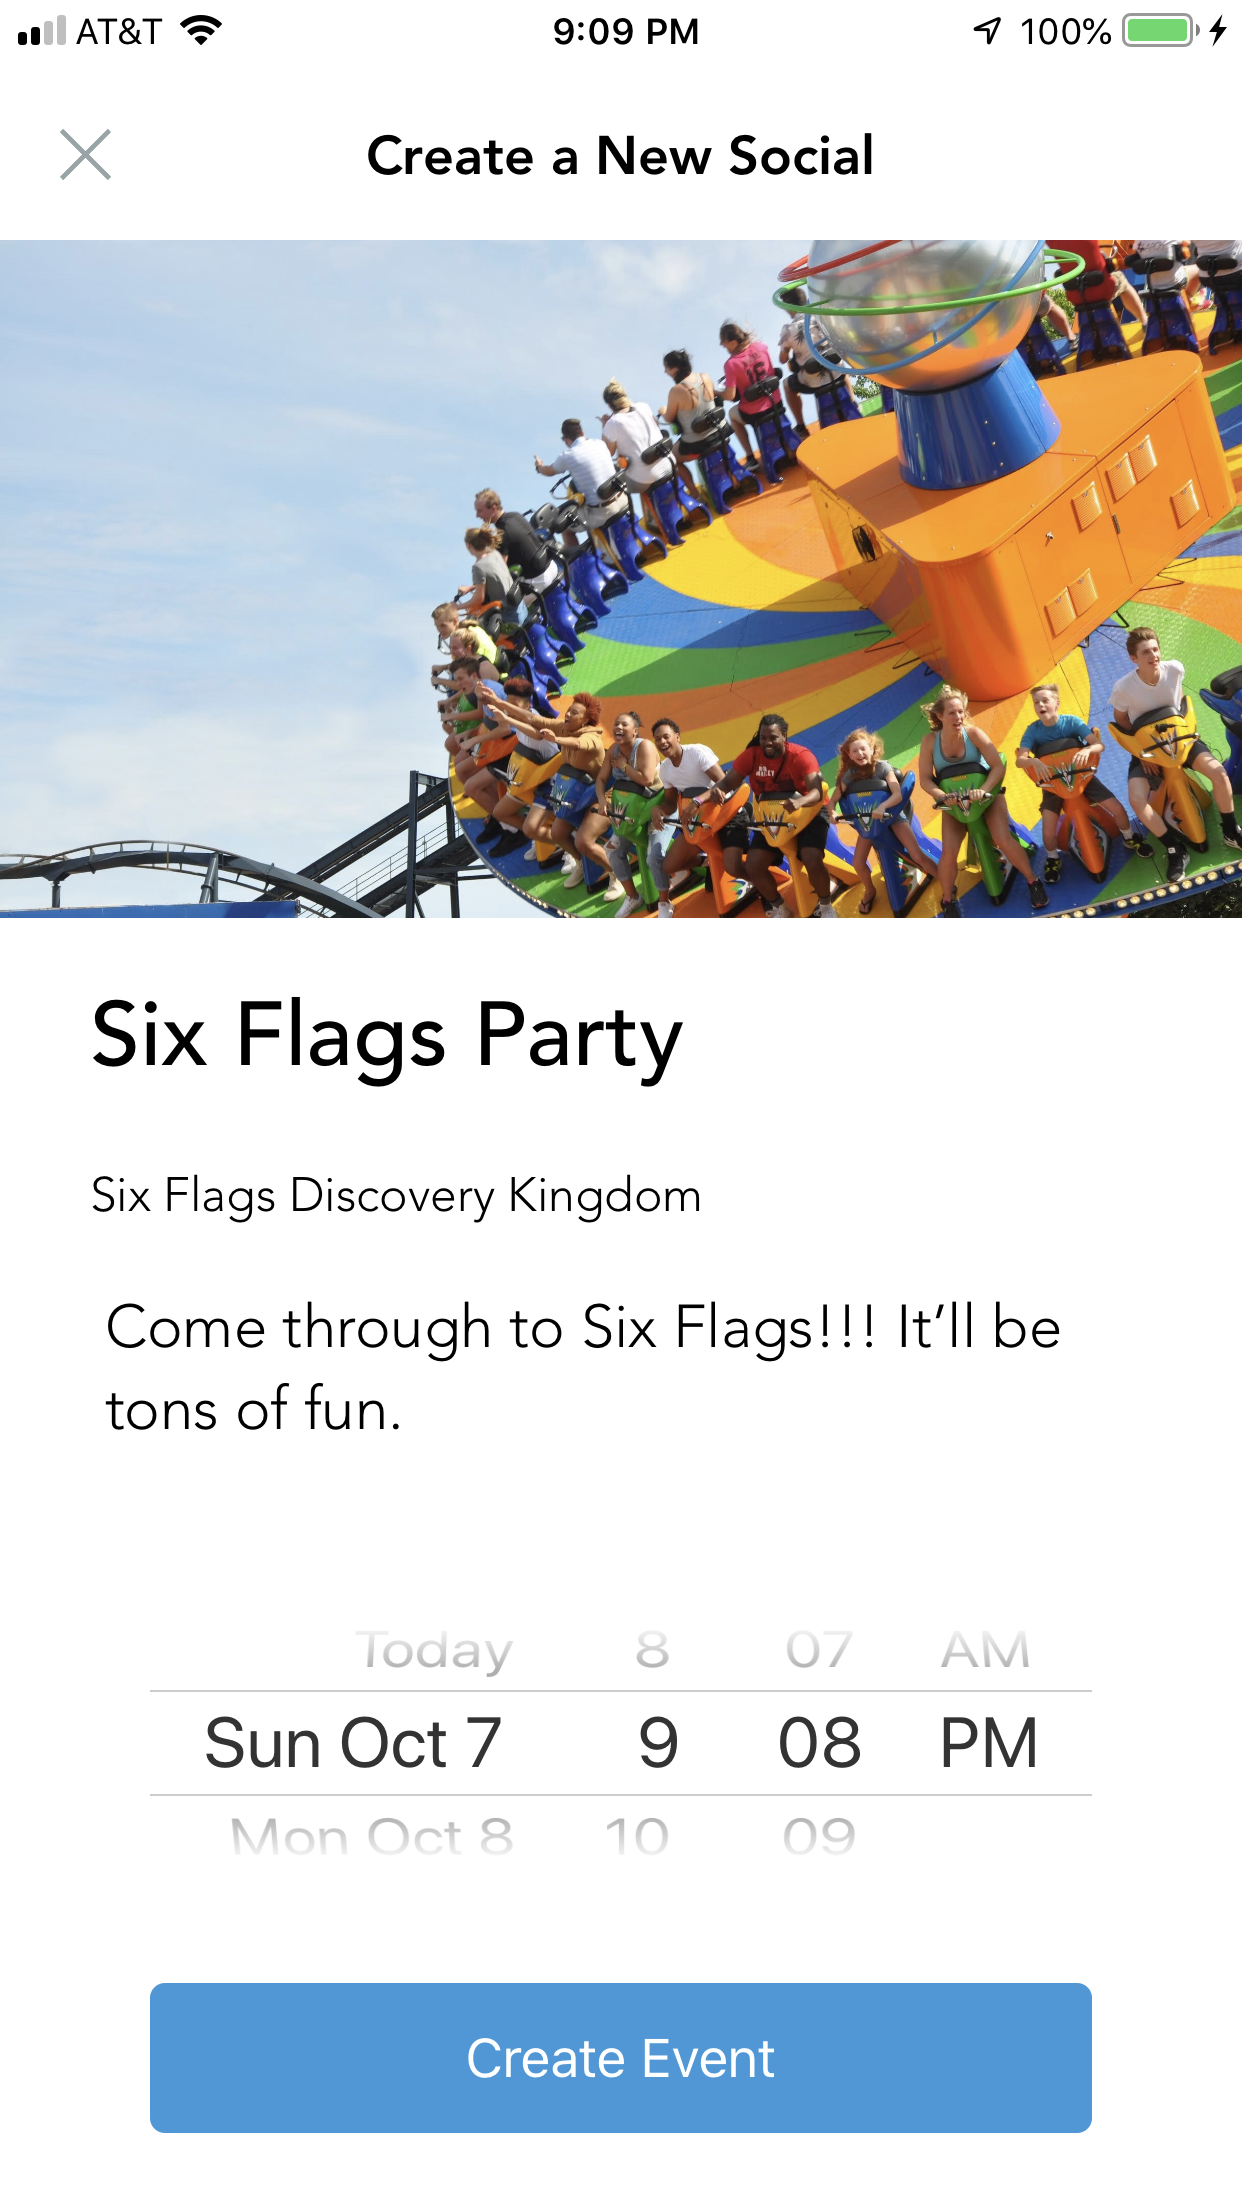 AT&T 9:09 PM 100%
Create a New Social
Six Flags Party
Six Flags Discovery Kingdom
Come through to Six Flags!!! It’ll be
tons of fun.
Today 8 07 AM
Sun Oct 7 9 08 PM
Mon Oct 8 10 09
Create Event